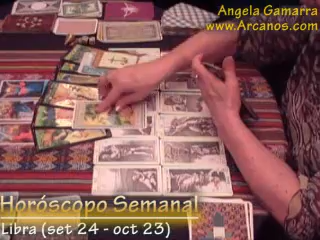 Angela Gamarra
www.Arcanos.com
Horóscopo Semanal
Libra (set 24 - oct 23)